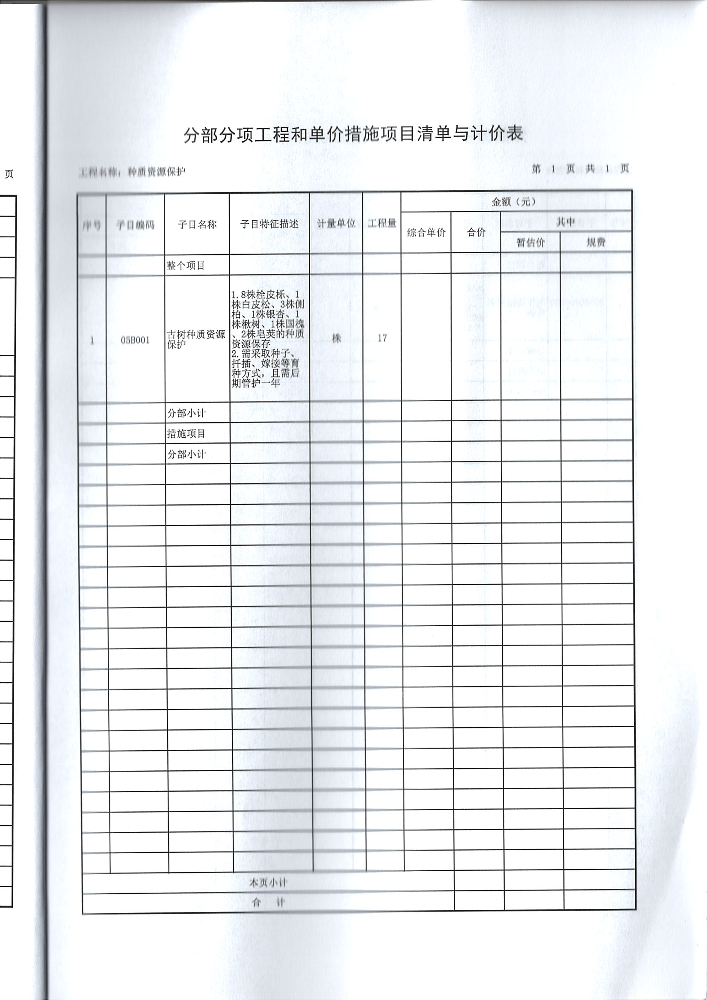 分部分项工程和单价措施项目清单与计价表
页
工程名称：种质资源保护
第 1 页 共 1 页
序号 子目编码 子目名称 子目特征描述 计量单位 工程量 金额（元）
综合单价 合价 其中
暂估价 规费
整个项目
1 05B001
古树种质资源
保护
1.8株栓皮栎、1
株白皮松、3株侧
柏、1株银杏、1
株楸树、1株国槐
、2株皂荚的种质
资源保存
2.需采取种子、
扦插、嫁接等育
种方式，且需后
期管护一年
株 17
分部小计
措施项目
分部小计
本页小计
合 计